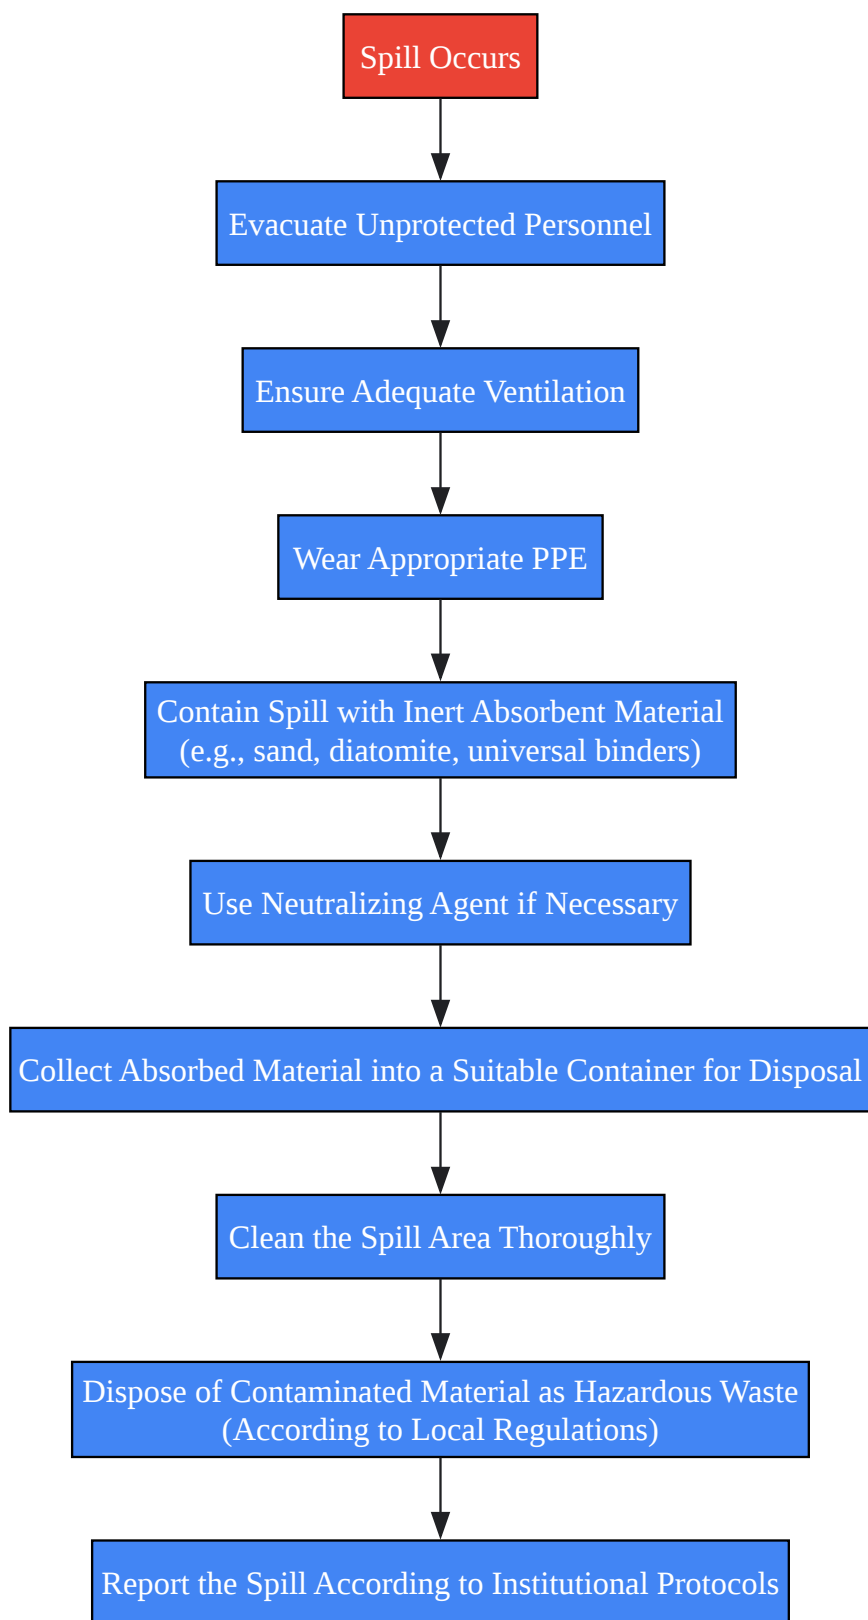 Spill Occurs
Evacuate Unprotected Personnel
Ensure Adequate Ventilation
Wear Appropriate PPE
Contain Spill with Inert Absorbent Material
(e.g., sand, diatomite, universal binders)
Use Neutralizing Agent if Necessary
Collect Absorbed Material into a Suitable Container for Disposal
Clean the Spill Area Thoroughly
Dispose of Contaminated Material as Hazardous Waste
(According to Local Regulations)
Report the Spill According to Institutional Protocols